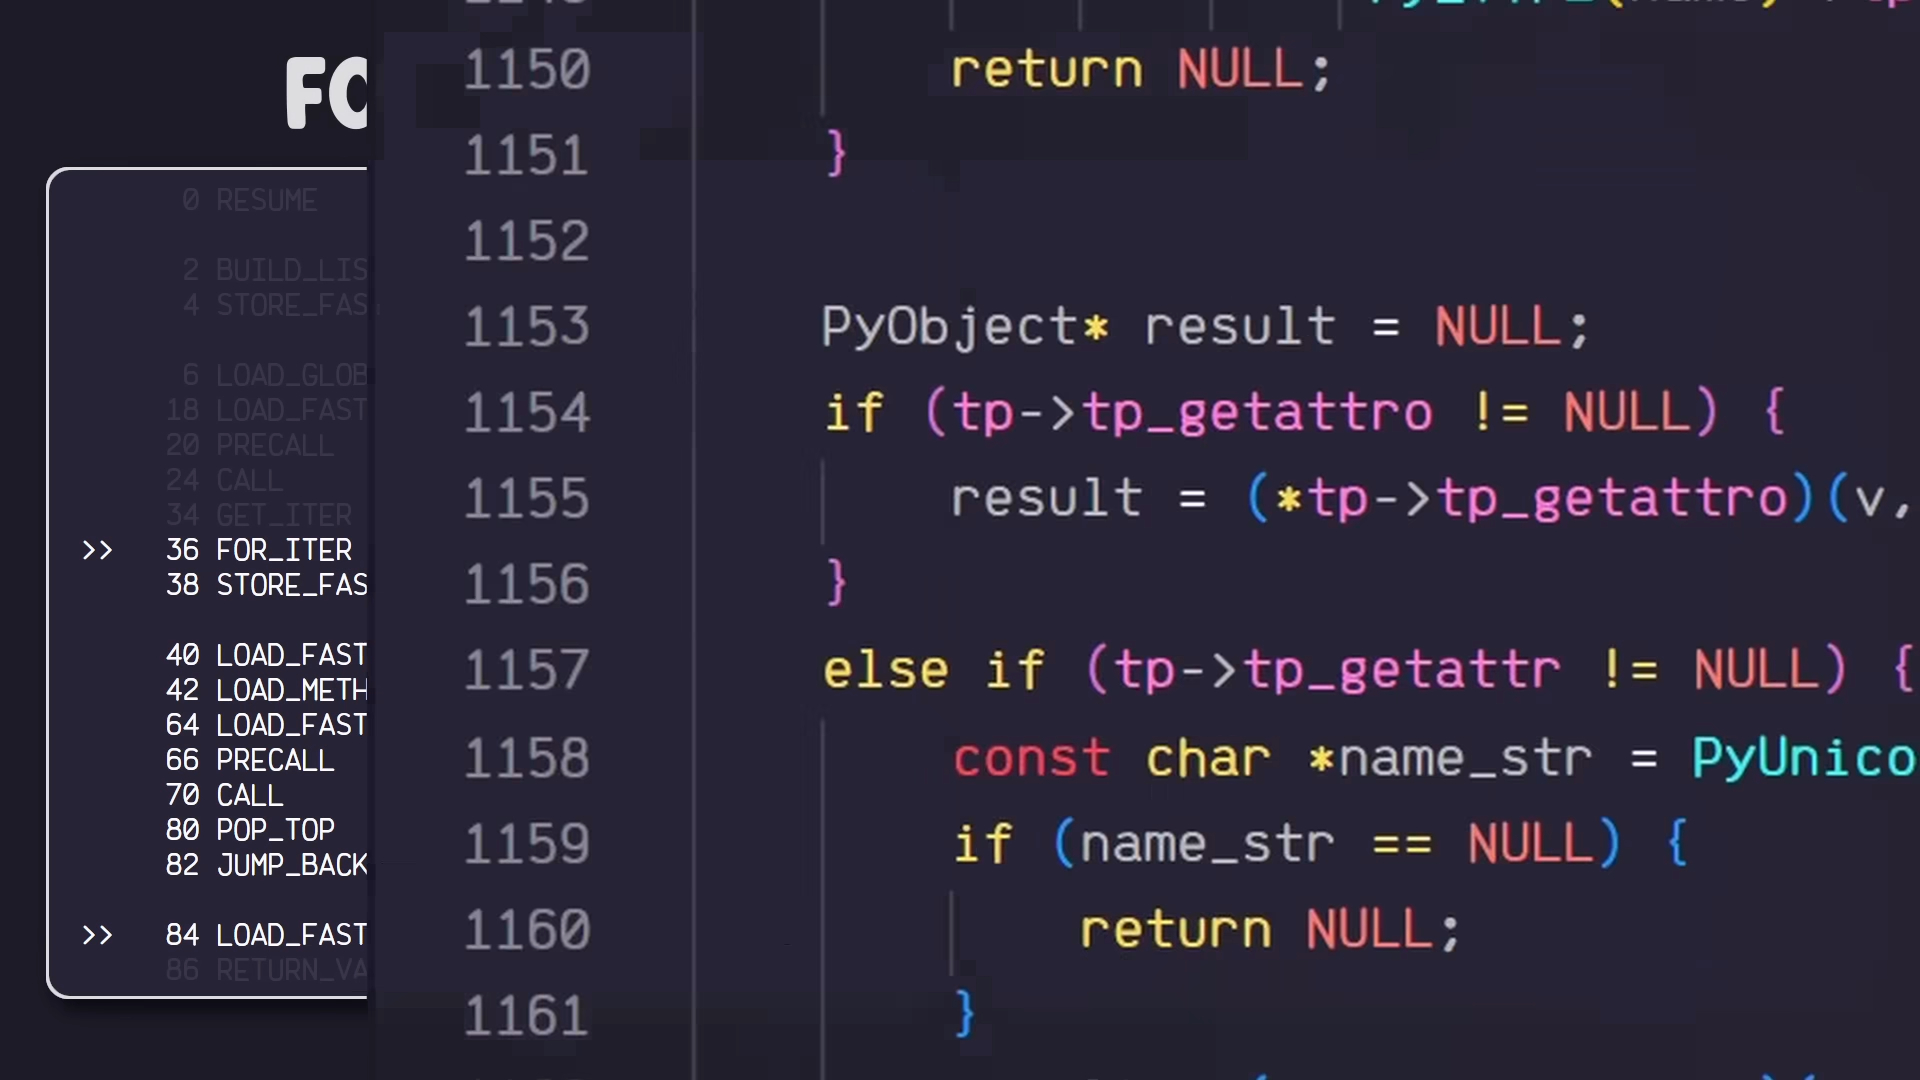 FO
0 RESUME
2 BUILD_LIS
4 STORE_FAS
6 LOAD_GLOB
18 LOAD_FAST
20 PRECALL
24 CALL
34 GET_ITER
>> 36 FOR_ITER
38 STORE_FAS
40 LOAD_FAST
42 LOAD_METH
64 LOAD_FAST
66 PRECALL
70 CALL
80 POP_TOP
82 JUMP_BACK
>> 84 LOAD_FAST
86 RETURN_VA
1150 return NULL;
1151 }
1152
1153 PyObject* result = NULL;
1154 if (tp->tp_getattro != NULL) {
1155 result = (*tp->tp_getattro)(v,
1156 }
1157 else if (tp->tp_getattr != NULL) {
1158 const char *name_str = PyUnico
1159 if (name_str == NULL) {
1160 return NULL;
1161 }